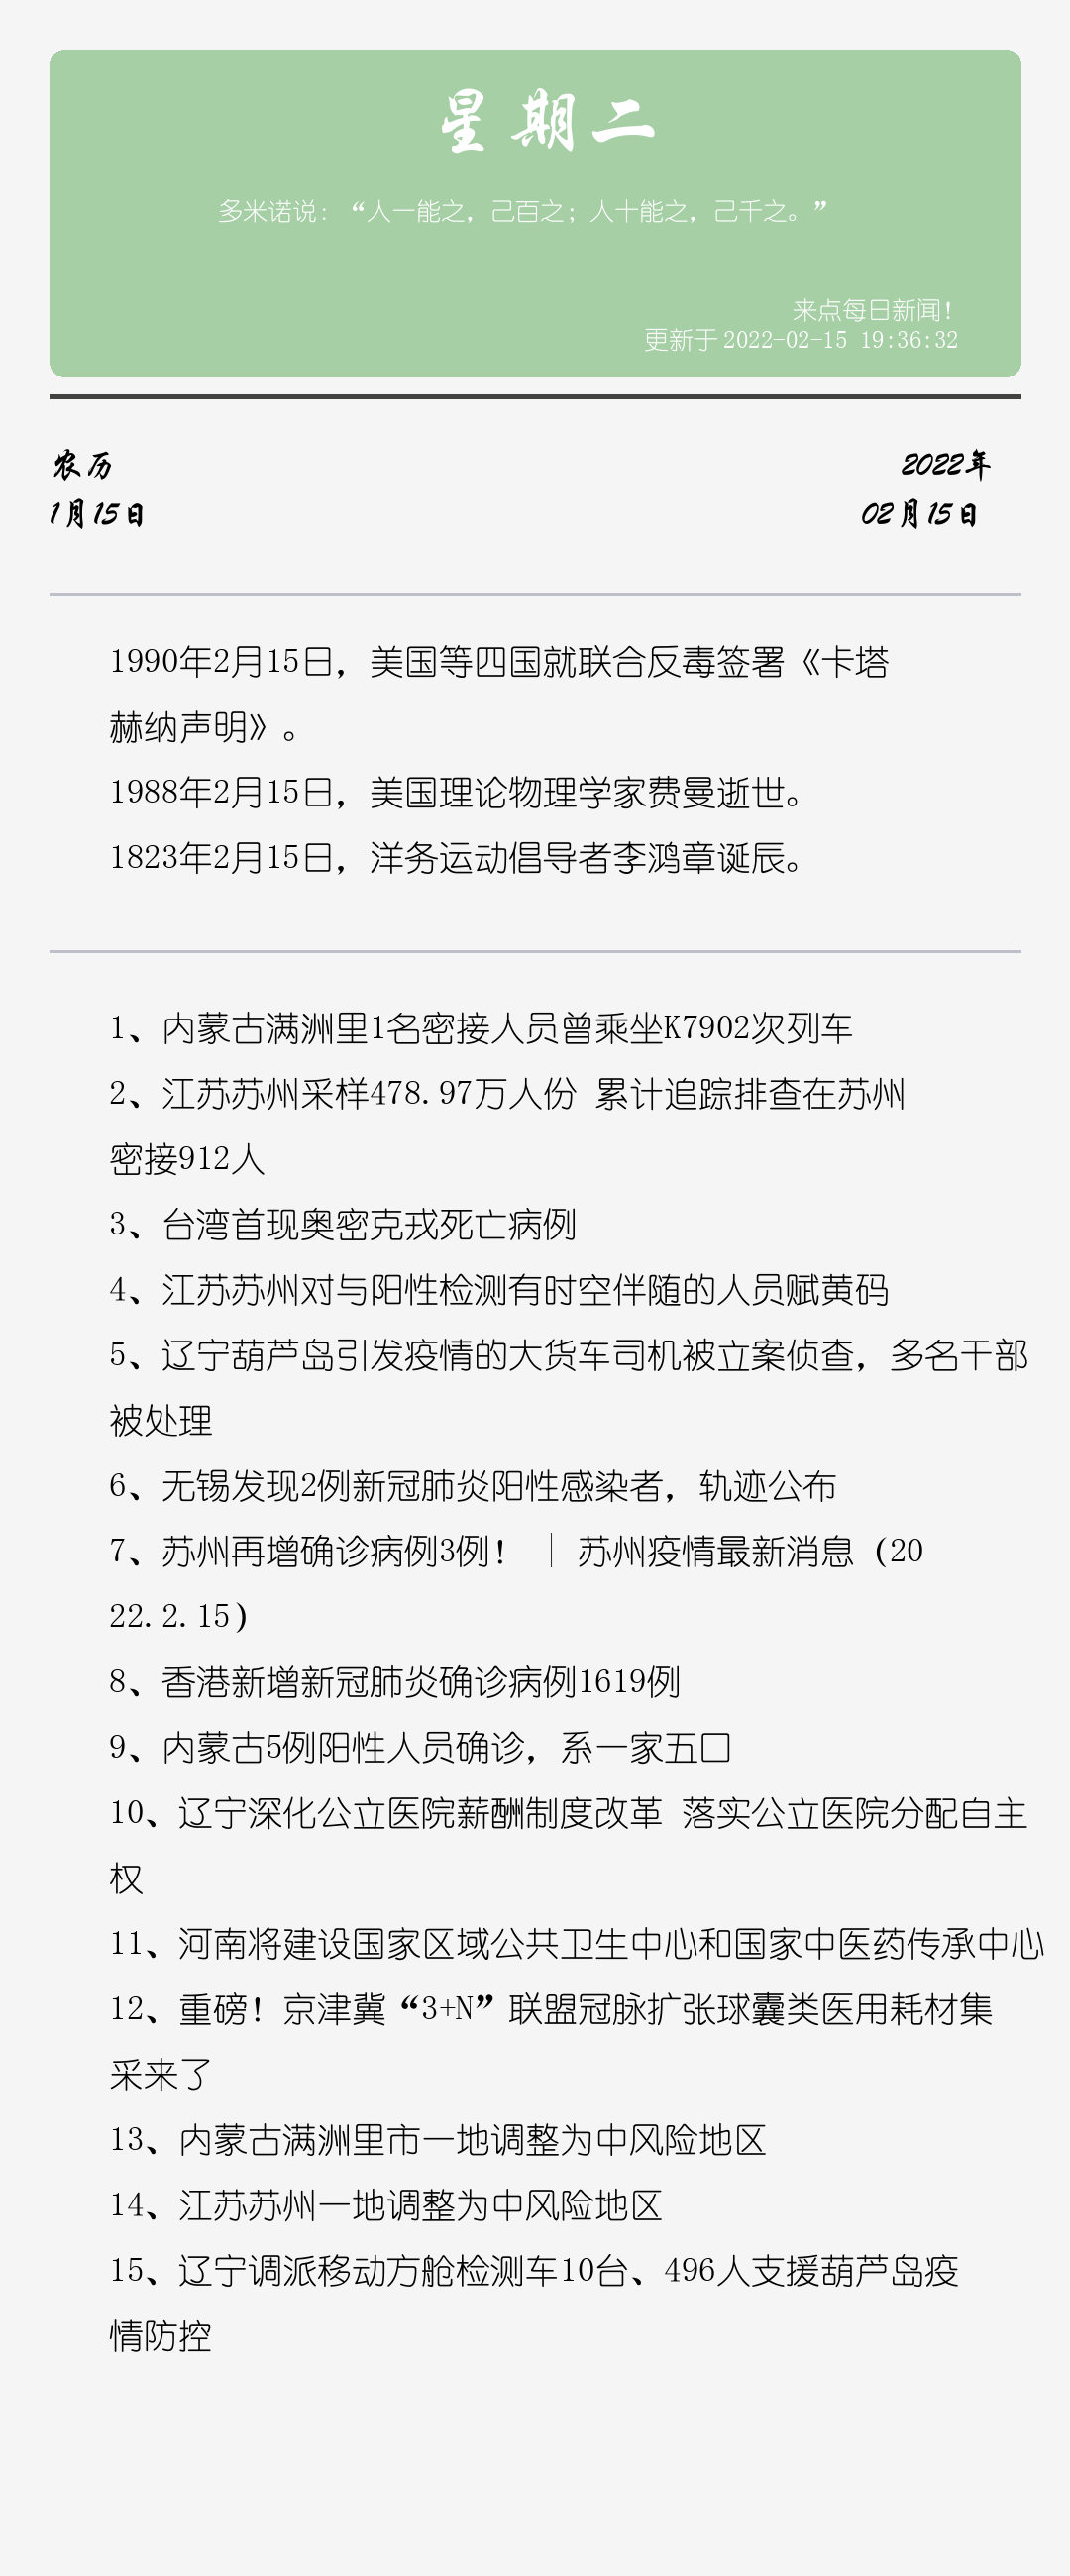 星期二
多米诺说：“人一能之，己百之；人十能之，己千之。”
来点每日新闻！
更新于2022-02-15 19:36:32
农历
2022年
1月15日
02月15日
1990年2月15日，美国等四国就联合反毒签署《卡塔
赫纳声明》。
1988年2月15日，美国理论物理学家费曼逝世。
1823年2月15日，洋务运动倡导者李鸿章诞辰。
1、内蒙古满洲里1名密接人员曾乘坐K7902次列车
2、江苏苏州采样478.97万人份 累计追踪排查在苏州
密接912人
3、台湾首现奥密克戎死亡病例
4、江苏苏州对与阳性检测有时空伴随的人员赋黄码
5、辽宁葫芦岛引发疫情的大货车司机被立案侦查，多名干部
被处理
6、无锡发现2例新冠肺炎阳性感染者，轨迹公布
7、苏州再增确诊病例3例！ ｜ 苏州疫情最新消息（20
22.2.15）
8、香港新增新冠肺炎确诊病例1619例
9、内蒙古5例阳性人员确诊，系一家五口
10、辽宁深化公立医院薪酬制度改革 落实公立医院分配自主
权
11、河南将建设国家区域公共卫生中心和国家中医药传承中心
12、重磅！京津冀“3+N”联盟冠脉扩张球囊类医用耗材集
采来了
13、内蒙古满洲里市一地调整为中风险地区
14、江苏苏州一地调整为中风险地区
15、辽宁调派移动方舱检测车10台、496人支援葫芦岛疫
情防控